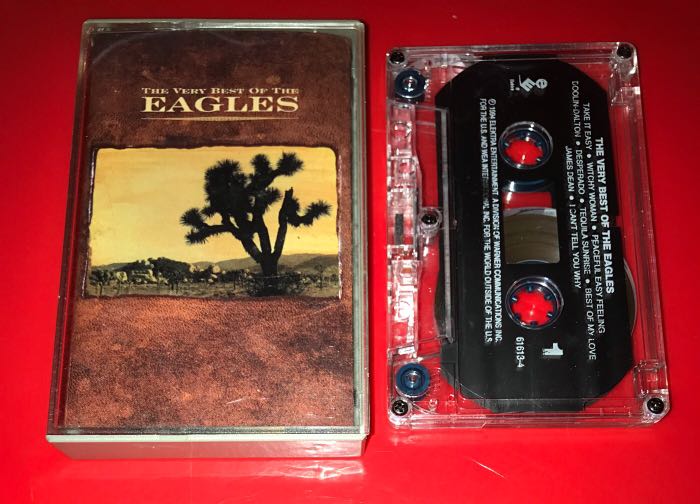 THE VERY BEST OF THE
EAGLES
THE VERY BEST OF THE EAGLES
TAKE IT EASY • WITCHY WOMAN • PEACEFUL EASY FEELING
DOOLIN-DALTON • DESPERADO • TEQUILA SUNRISE • BEST OF MY LOVE
JAMES DEAN • I CAN'T TELL YOU WHY
1
61613-4
℗ 1994 ELEKTRA ENTERTAINMENT A DIVISION OF WARNER COMMUNICATIONS INC.
FOR THE U.S. AND WEA INTERNATIONAL INC. FOR THE WORLD OUTSIDE OF THE U.S.